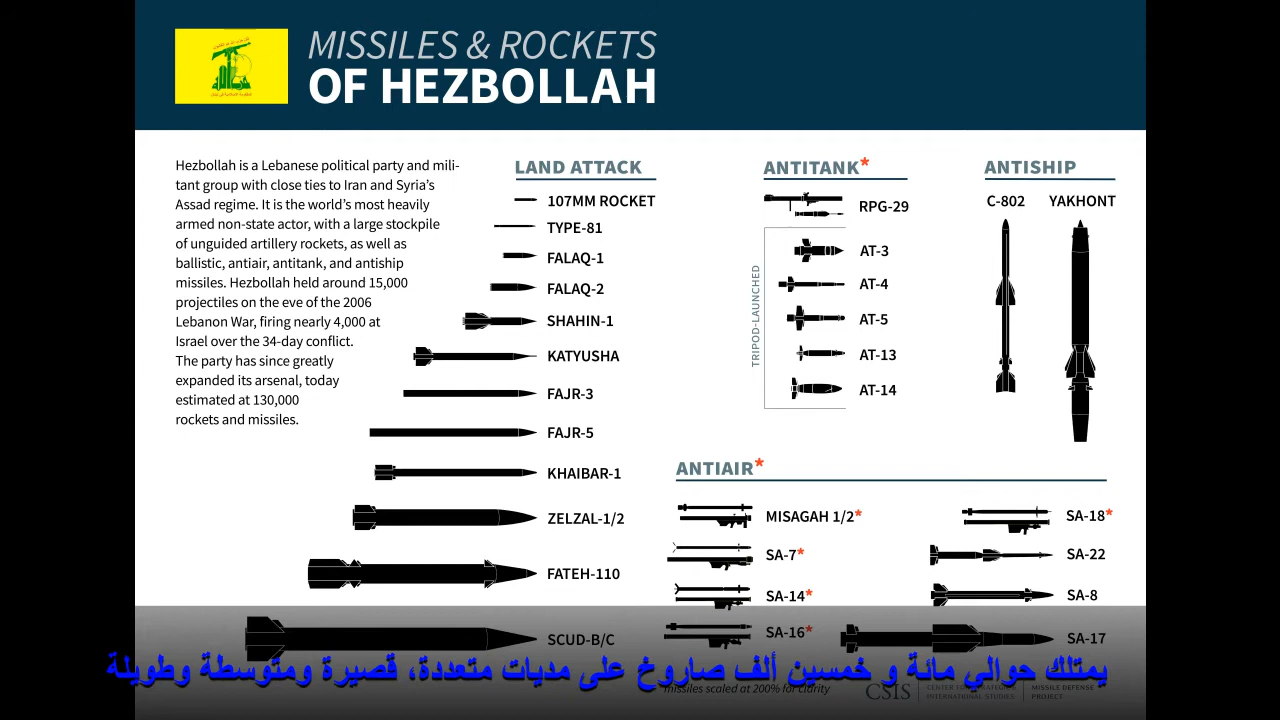 MISSILES & ROCKETS
OF HEZBOLLAH
Hezbollah is a Lebanese political party and mili-
tant group with close ties to Iran and Syria's
Assad regime. It is the world's most heavily
armed non-state actor, with a large stockpile
of unguided artillery rockets, as well as
ballistic, antiair, antitank, and antiship
missiles. Hezbollah held around 15,000
projectiles on the eve of the 2006
Lebanon War, firing nearly 4,000 at
Israel over the 34-day conflict.
The party has since greatly
expanded its arsenal, today
estimated at 130,000
rockets and missiles.
LAND ATTACK
107MM ROCKET
TYPE-81
FALAQ-1
FALAQ-2
SHAHIN-1
KATYUSHA
FAJR-3
FAJR-5
KHAIBAR-1
ZELZAL-1/2
FATEH-110
SCUD-B/C
ANTITANK*
RPG-29
TRIPOD-LAUNCHED
AT-3
AT-4
AT-5
AT-13
AT-14
ANTISHIP
C-802 YAKHONT
ANTIAIR*
MISAGAH 1/2*
SA-7*
SA-14*
SA-16*
SA-18*
SA-22
SA-8
SA-17
يمتلك حوالي مائة و خمسين ألف صاروخ على مديات متعددة، قصيرة ومتوسطة وطويلة
missiles scaled at 200% for clarity
CSIS
CENTER FOR STRATEGIC &
INTERNATIONAL STUDIES
MISSILE DEFENSE
PROJECT